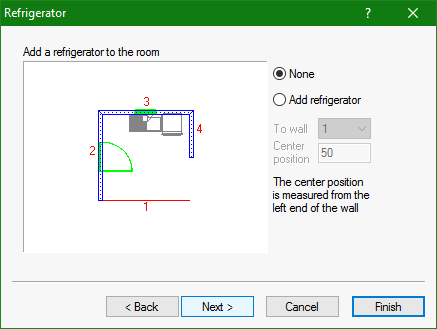 Refrigerator
?
Add a refrigerator to the room
3
4
2
1
None
Add refrigerator
To wall
1
Center
position
50
The center position
is measured from the
left end of the wall
< Back
Next >
Cancel
Finish